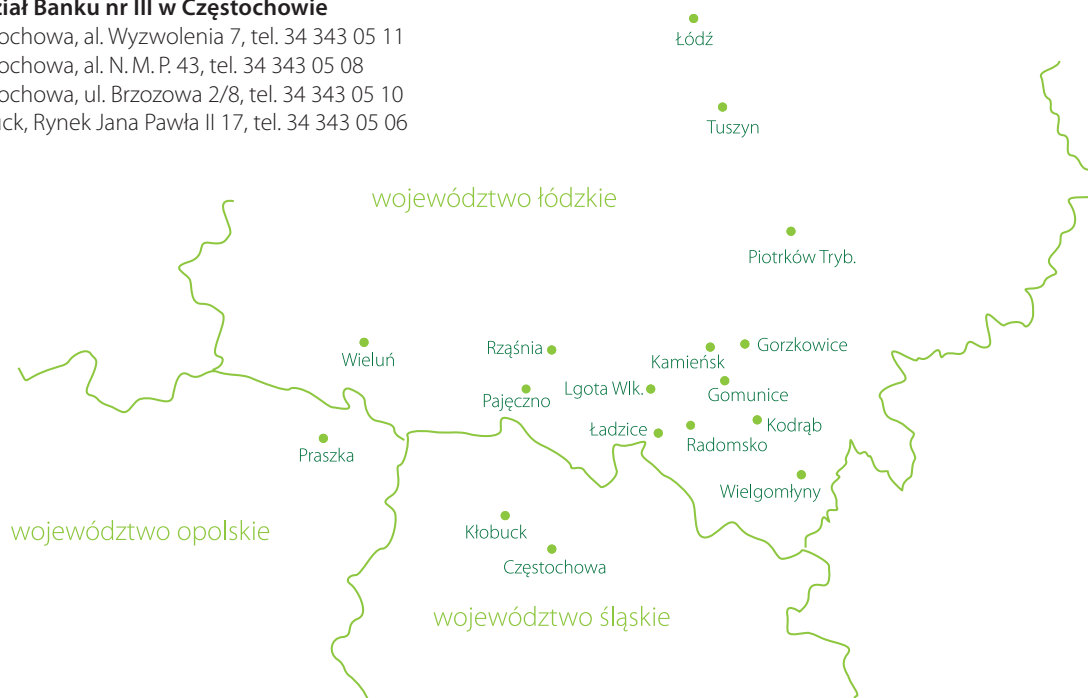 ział Banku nr III w Częstochowie
ochowa, al. Wyzwolenia 7, tel. 34 343 05 11
ochowa, al. N. M. P. 43, tel. 34 343 05 08
ochowa, ul. Brzozowa 2/8, tel. 34 343 05 10
uck, Rynek Jana Pawła II 17, tel. 34 343 05 06
Łódź
Tuszyn
województwo łódzkie
Piotrków Tryb.
Wieluń
Rząśnia
Kamieńsk
Gorzkowice
Pajęczno
Lgota Wlk.
Gomunice
Ładzice
Radomsko
Kodrąb
Praszka
Wielgomłyny
województwo opolskie
Kłobuck
Częstochowa
województwo śląskie